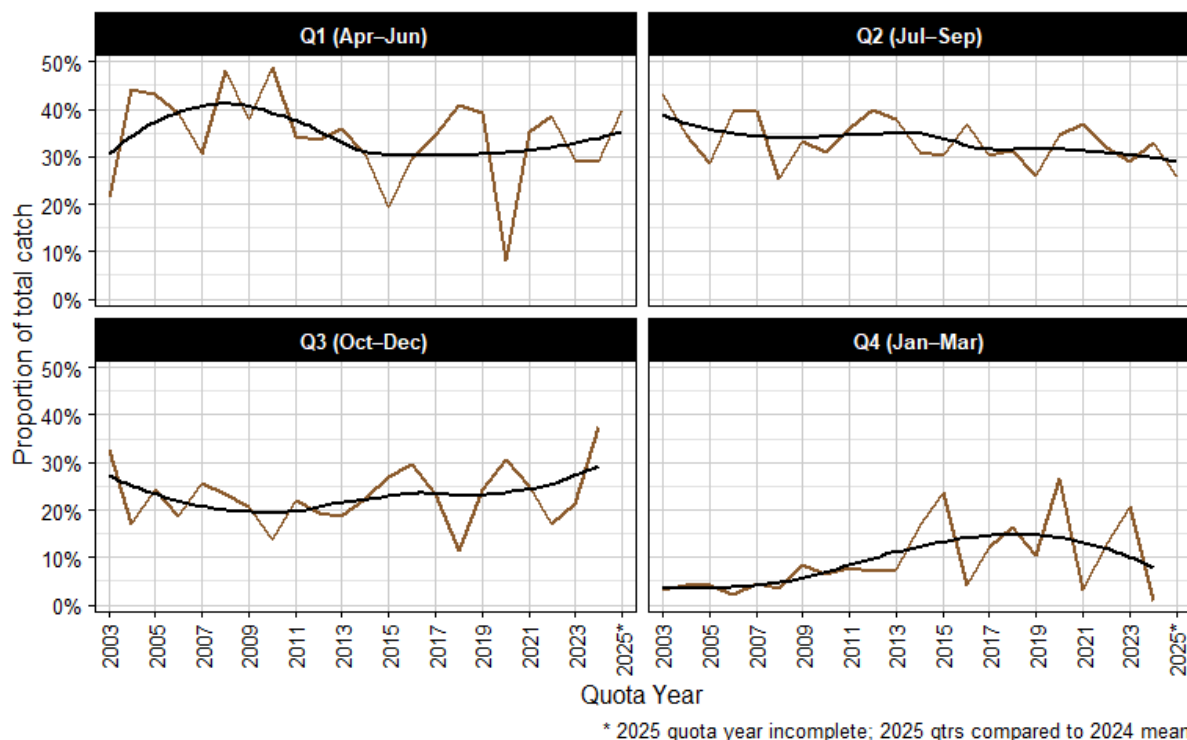 Q1 (Apr–Jun)
Q2 (Jul–Sep)
50%
40%
30%
20%
10%
0%
Proportion of total catch
Q3 (Oct–Dec)
Q4 (Jan–Mar)
50%
40%
30%
20%
10%
0%
2003 2005 2007 2009 2011 2013 2015 2017 2019 2021 2023 2025*
2003 2005 2007 2009 2011 2013 2015 2017 2019 2021 2023 2025*
Quota Year
* 2025 quota year incomplete; 2025 qtrs compared to 2024 mean